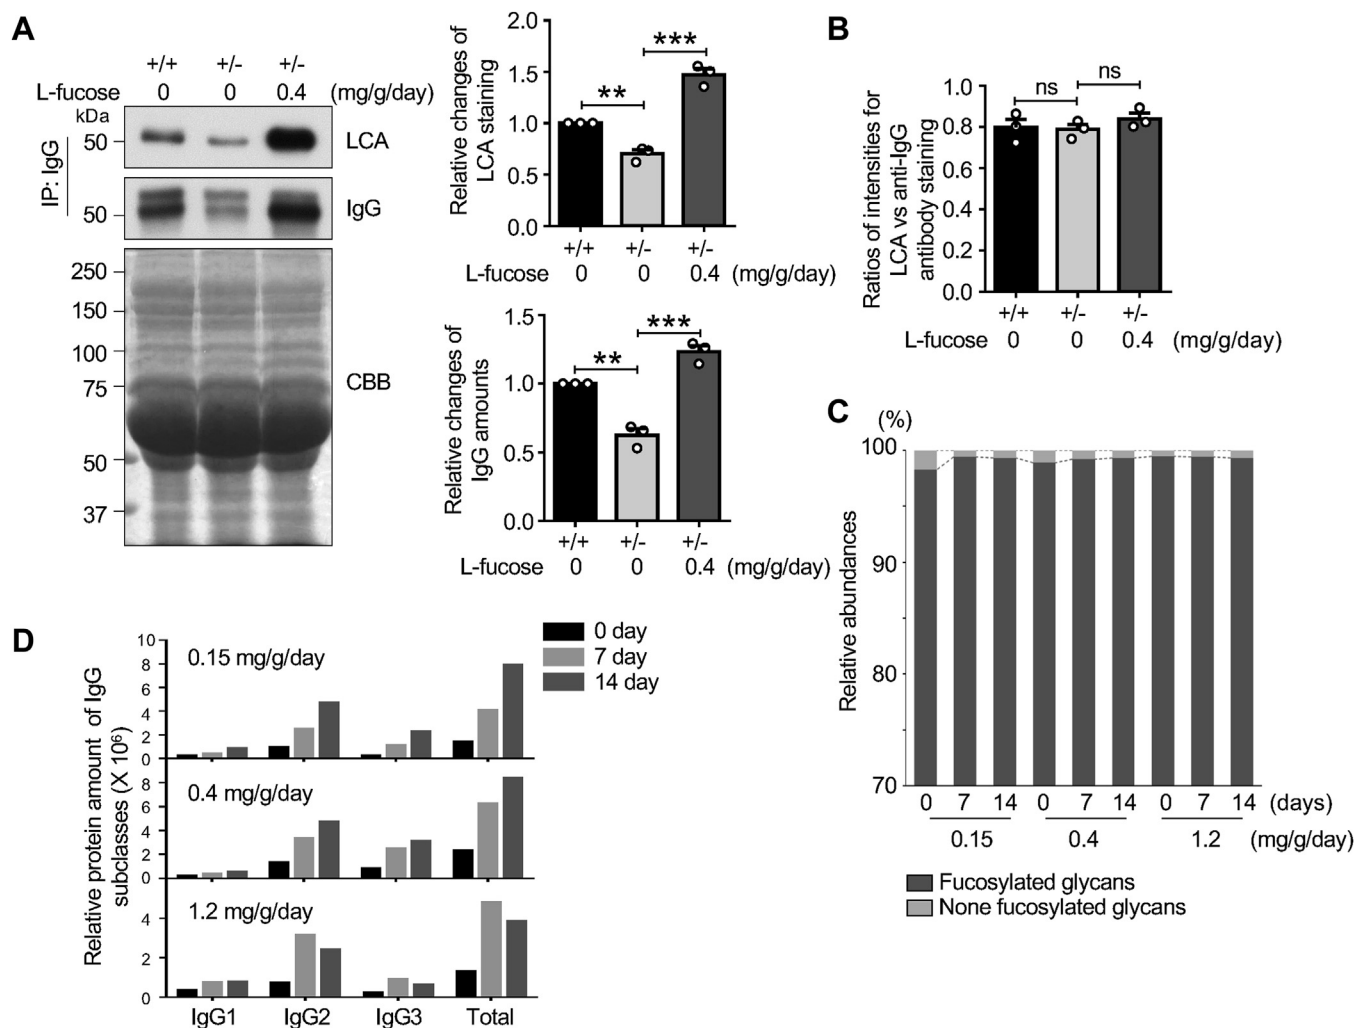 A
+/+ +/- +/-
L-fucose 0 0 0.4 (mg/g/day)
kDa
IP: IgG
50 LCA
50 IgG
250
150
100
75
50
37
CBB
Relative changes of
LCA staining
2.0
1.5
1.0
0.5
0.0
** ***
+/+ +/- +/-
L-fucose 0 0 0.4 (mg/g/day)
Relative changes of
IgG amounts
1.5
1.0
0.5
0.0
** ***
+/+ +/- +/-
L-fucose 0 0 0.4 (mg/g/day)
B
Ratios of intensities for
LCA vs anti-IgG
antibody staining
1.0
0.8
0.6
0.4
0.2
0.0
ns ns
+/+ +/- +/-
L-fucose 0 0 0.4 (mg/g/day)
C
(%)
Relative abundances
100
90
80
70
0 7 14 0 7 14 0 7 14 (days)
0.15 0.4 1.2 (mg/g/day)
Fucosylated glycans
None fucosylated glycans
D
0 day
7 day
14 day
Relative protein amount of IgG
subclasses (X 10⁶)
0.15 mg/g/day
10
8
6
4
2
0
0.4 mg/g/day
8
6
4
2
0
1.2 mg/g/day
4
2
0
IgG1 IgG2 IgG3 Total